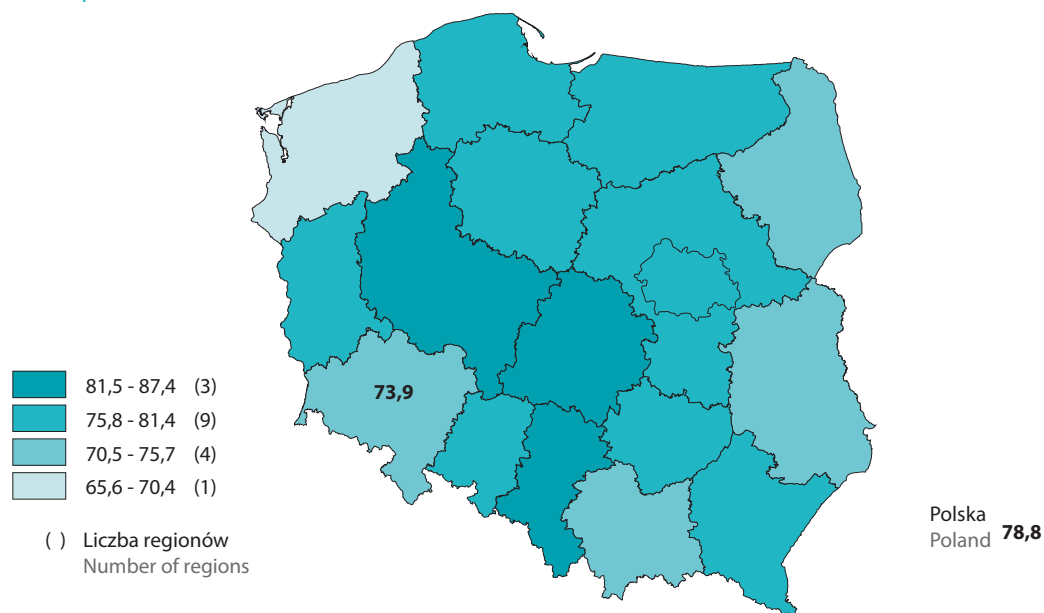 73,9
81,5 - 87,4 (3)
75,8 - 81,4 (9)
70,5 - 75,7 (4)
65,6 - 70,4 (1)
( ) Liczba regionów
Number of regions
Polska
Poland 78,8